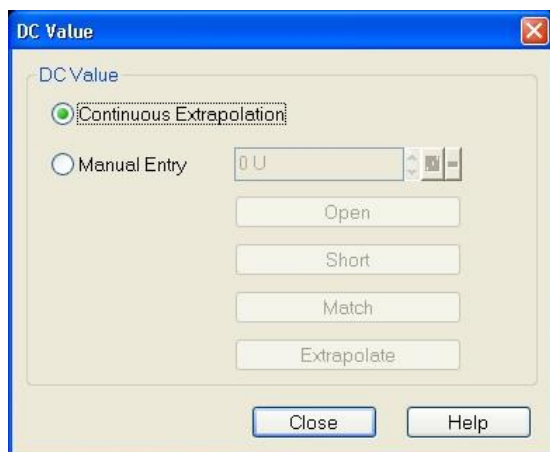 DC Value
DC Value
Continuous Extrapolation
Manual Entry 0 U
Open
Short
Match
Extrapolate
Close Help